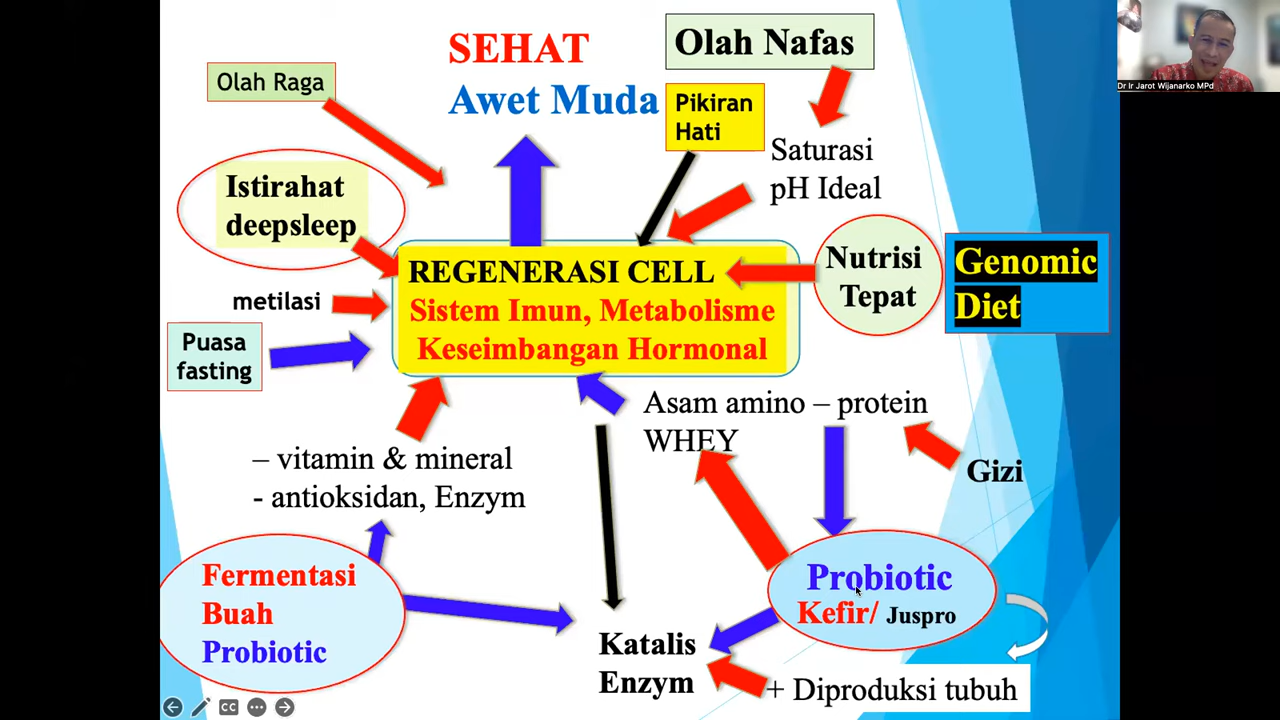 SEHAT
Awet Muda
Olah Nafas
Dr Ir Jarot Wijanarko MPd
Olah Raga
Pikiran
Hati
Saturasi
pH Ideal
Istirahat
deepsleep
Nutrisi
Tepat
Genomic
Diet
REGENERASI CELL
Sistem Imun, Metabolisme
Keseimbangan Hormonal
metilasi
Puasa
fasting
Asam amino – protein
WHEY
Gizi
– vitamin & mineral
- antioksidan, Enzym
Fermentasi
Buah
Probiotic
Probiotic
Kefir/ Juspro
Katalis
Enzym
+ Diproduksi tubuh
CC